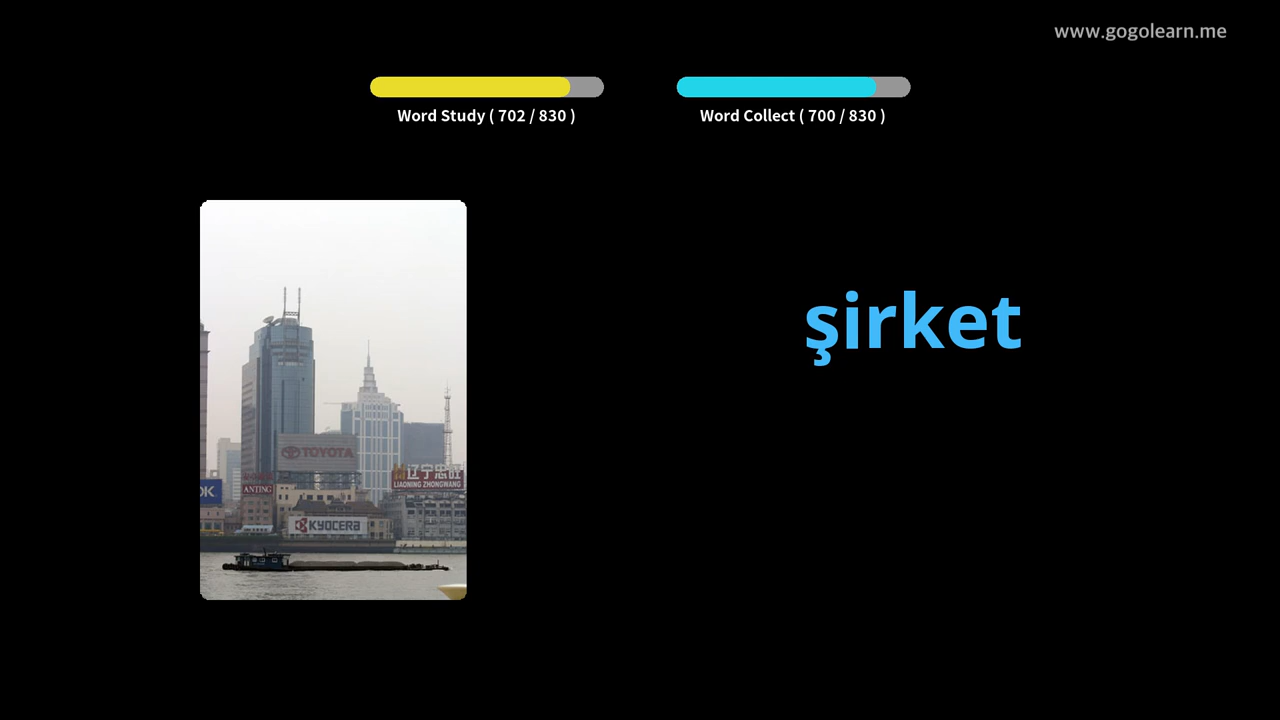 www.gogolearn.me
Word Study ( 702 / 830 )
Word Collect ( 700 / 830 )
şirket
TOYOTA
辽宁忠旺
LIAONING ZHONGWANG
OK
ANTING
KYOCERA